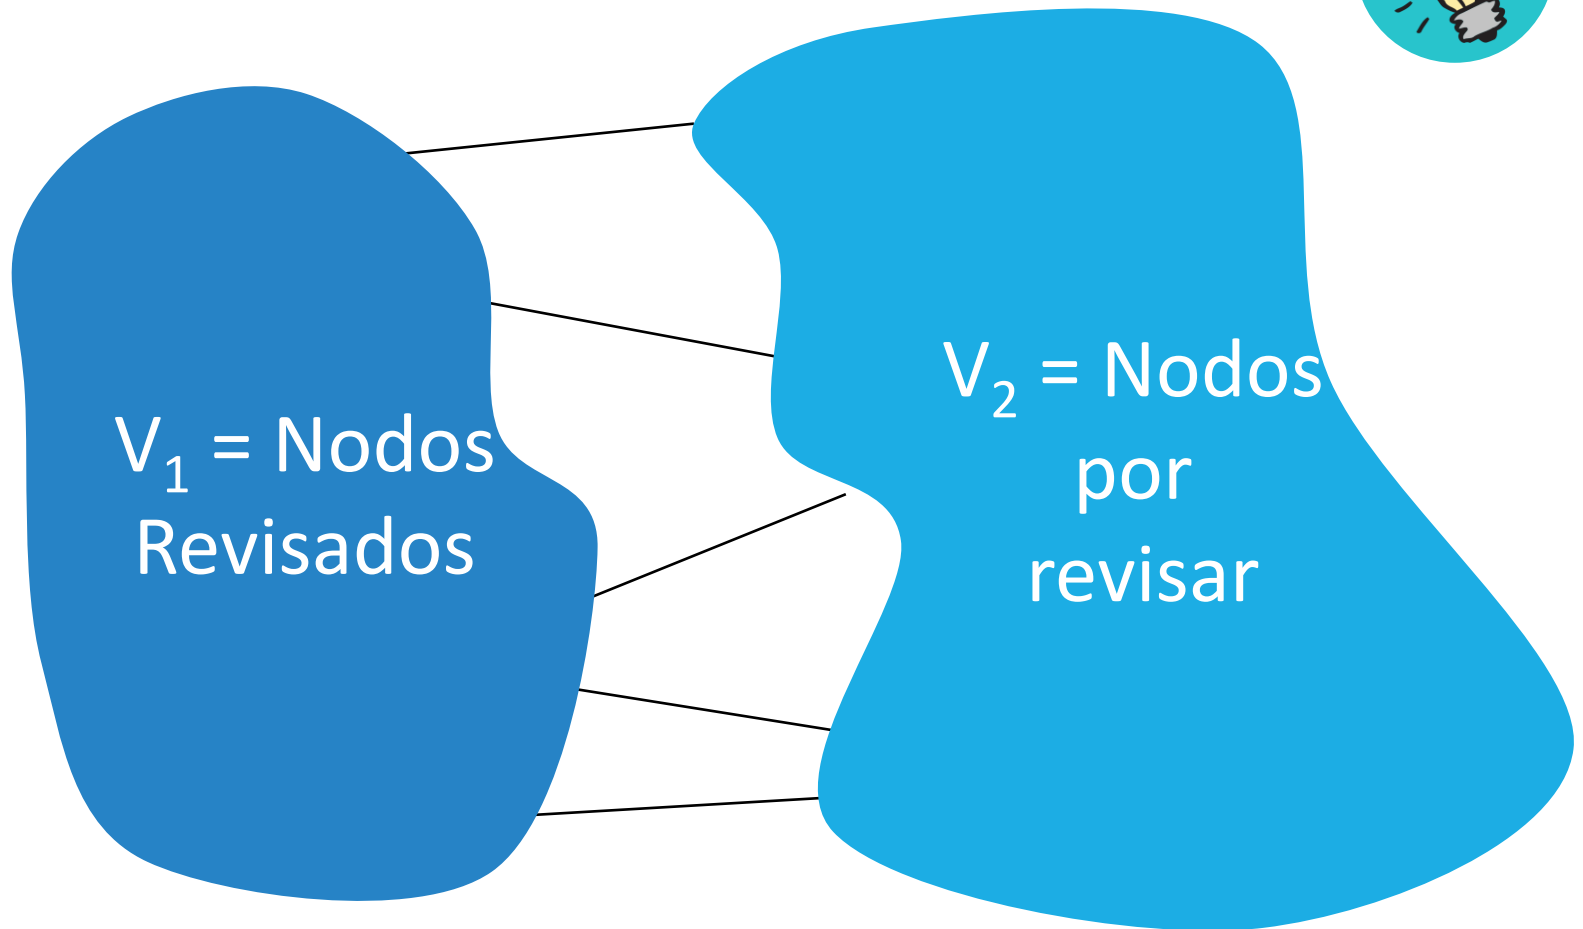 V₁ = Nodos
Revisados
V₂ = Nodos
por
revisar